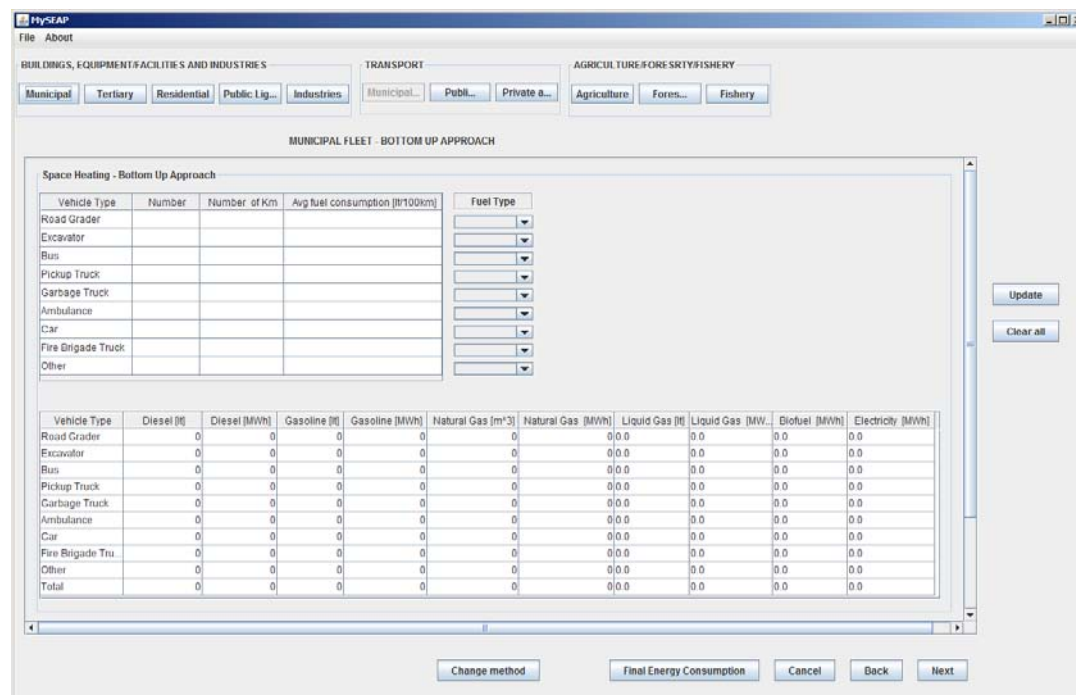 MySEAP
File About
BUILDINGS, EQUIPMENT/FACILITIES AND INDUSTRIES TRANSPORT AGRICULTURE/FORESRTY/FISHERY
Municipal Tertiary Residential Public Lig... Industries Municipal... Publi... Private a... Agriculture Fores... Fishery
MUNICIPAL FLEET - BOTTOM UP APPROACH
Space Heating - Bottom Up Approach
Vehicle Type Number Number of Km Avg fuel consumption [lt/100km] Fuel Type
Road Grader
Excavator
Bus
Pickup Truck
Garbage Truck
Ambulance
Car
Fire Brigade Truck
Other
Update
Clear all
Vehicle Type Diesel [lt] Diesel [MWh] Gasoline [lt] Gasoline [MWh] Natural Gas [m^3] Natural Gas [MWh] Liquid Gas [lt] Liquid Gas [MW... Biofuel [MWh] Electricity [MWh]
Road Grader 0 0 0 0 0 0 0.0 0.0 0.0 0.0
Excavator 0 0 0 0 0 0 0.0 0.0 0.0 0.0
Bus 0 0 0 0 0 0 0.0 0.0 0.0 0.0
Pickup Truck 0 0 0 0 0 0 0.0 0.0 0.0 0.0
Garbage Truck 0 0 0 0 0 0 0.0 0.0 0.0 0.0
Ambulance 0 0 0 0 0 0 0.0 0.0 0.0 0.0
Car 0 0 0 0 0 0 0.0 0.0 0.0 0.0
Fire Brigade Tru... 0 0 0 0 0 0 0.0 0.0 0.0 0.0
Other 0 0 0 0 0 0 0.0 0.0 0.0 0.0
Total 0 0 0 0 0 0 0.0 0.0 0.0 0.0
Change method Final Energy Consumption Cancel Back Next